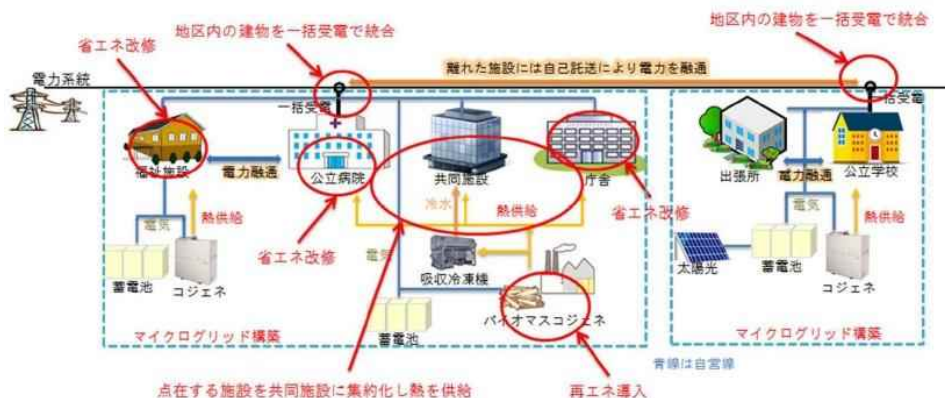 地区内の建物を一括受電で統合
地区内の建物を一括受電で統合
省エネ改修
離れた施設には自己託送により電力を融通
電力系統
一括受電
一括受電
福祉施設
電力融通
公立病院
共同施設
庁舎
出張所
電力融通
公立学校
冷水
熱供給
省エネ改修
電気
熱供給
省エネ改修
電気
電気
熱供給
吸収冷凍機
太陽光
蓄電池
コジェネ
蓄電池
コジェネ
蓄電池
バイオマスコジェネ
マイクログリッド構築
マイクログリッド構築
青線は自営線
点在する施設を共同施設に集約化し熱を供給
再エネ導入